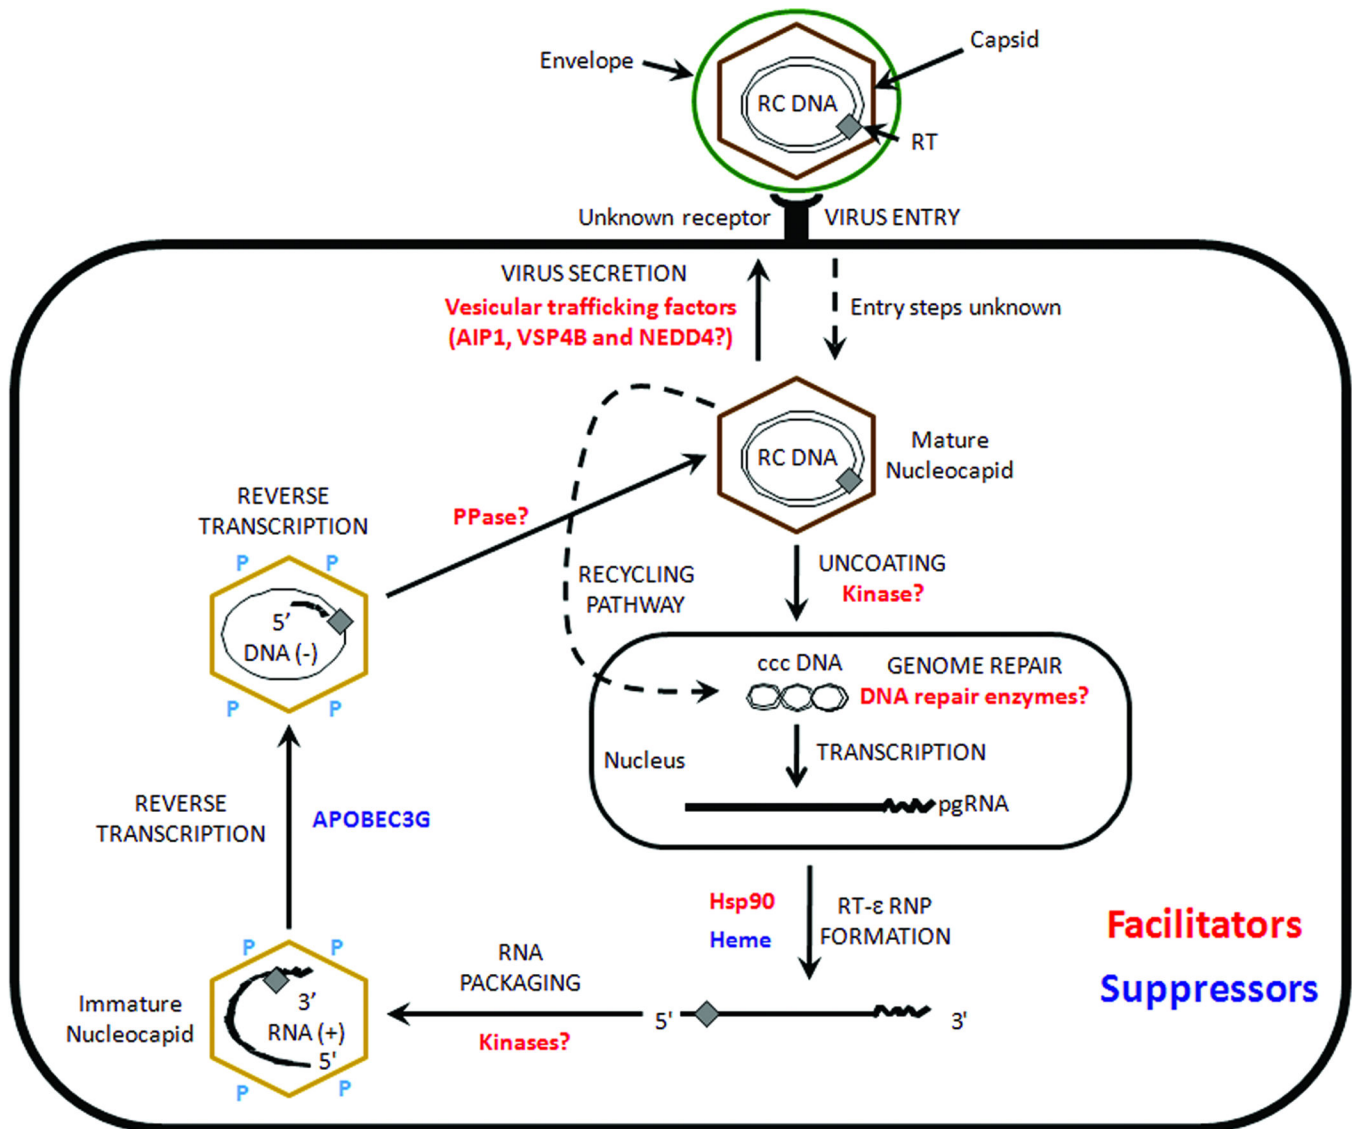 Envelope
Capsid
RC DNA
RT
Unknown receptor
VIRUS ENTRY
VIRUS SECRETION
Vesicular trafficking factors
(AIP1, VSP4B and NEDD4?)
Entry steps unknown
RC DNA
Mature
Nucleocapid
REVERSE
TRANSCRIPTION
PPase?
P P
5’
DNA (-)
P P
RECYCLING
PATHWAY
UNCOATING
Kinase?
ccc DNA
GENOME REPAIR
DNA repair enzymes?
Nucleus
TRANSCRIPTION
pgRNA
REVERSE
TRANSCRIPTION
APOBEC3G
Hsp90
Heme
RT-ε RNP
FORMATION
Facilitators
Suppressors
RNA
PACKAGING
Kinases?
5'
3'
Immature
Nucleocapid
P P
3’
RNA (+)
5'
P P